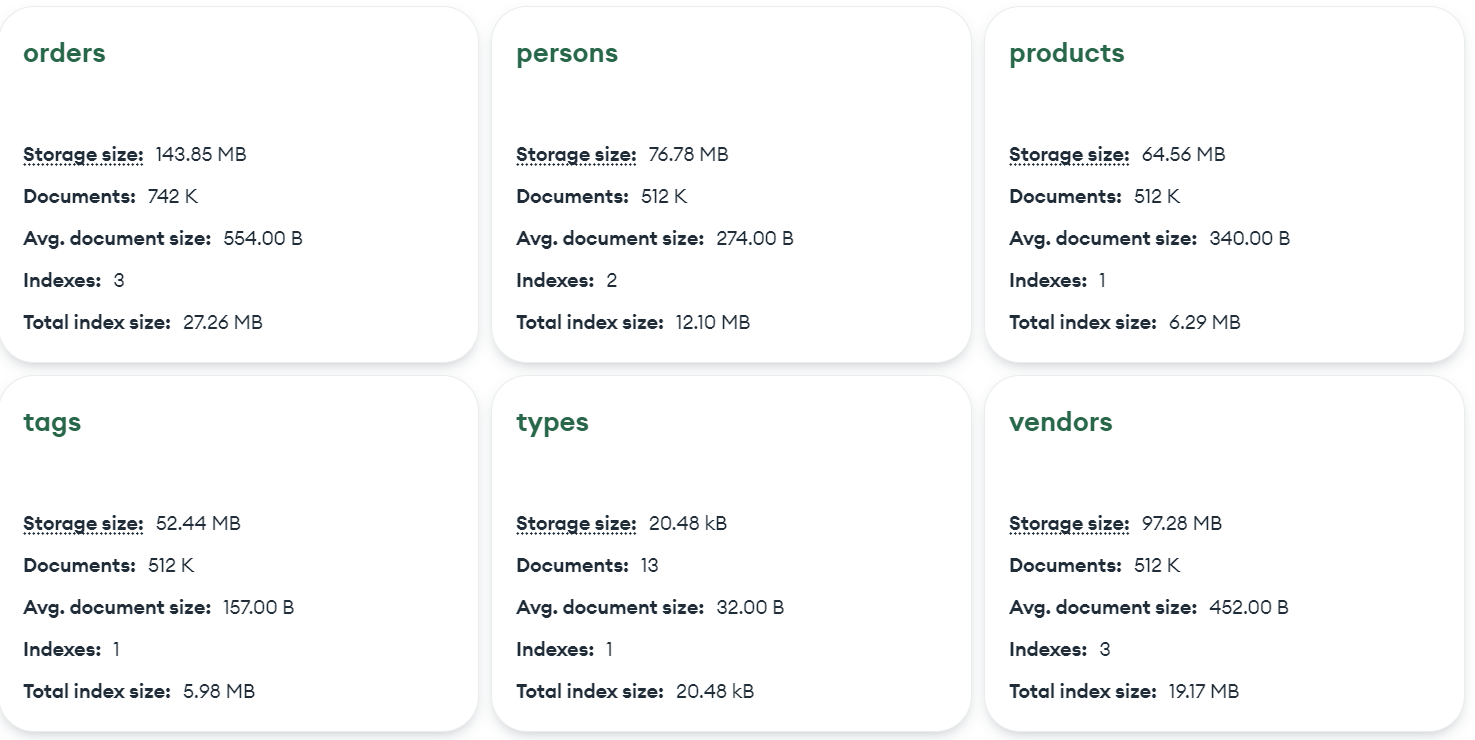 orders
Storage size: 143.85 MB
Documents: 742 K
Avg. document size: 554.00 B
Indexes: 3
Total index size: 27.26 MB
persons
Storage size: 76.78 MB
Documents: 512 K
Avg. document size: 274.00 B
Indexes: 2
Total index size: 12.10 MB
products
Storage size: 64.56 MB
Documents: 512 K
Avg. document size: 340.00 B
Indexes: 1
Total index size: 6.29 MB
tags
Storage size: 52.44 MB
Documents: 512 K
Avg. document size: 157.00 B
Indexes: 1
Total index size: 5.98 MB
types
Storage size: 20.48 kB
Documents: 13
Avg. document size: 32.00 B
Indexes: 1
Total index size: 20.48 kB
vendors
Storage size: 97.28 MB
Documents: 512 K
Avg. document size: 452.00 B
Indexes: 3
Total index size: 19.17 MB